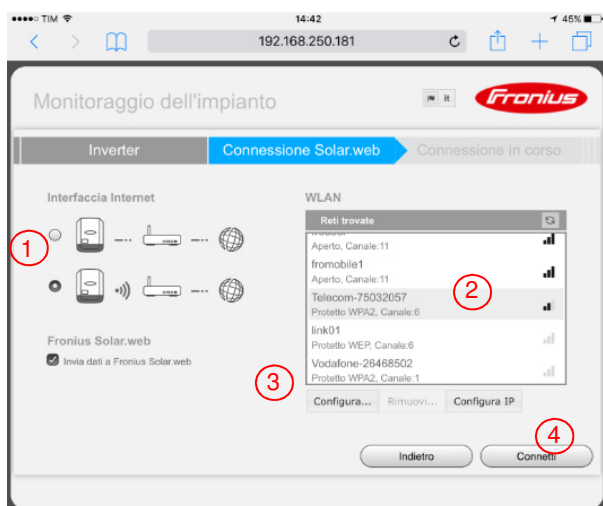 TIM 14:42 45%
192.168.250.181
Monitoraggio dell'impianto it Fronius
Inverter Connessione Solar.web Connessione in corso
Interfaccia Internet
1
Fronius Solar.web
Invia dati a Fronius Solar.web
WLAN
Reti trovate
Aperto, Canale:11
fromobile1
Aperto, Canale:11
Telecom-75032057
Protetto WPA2, Canale:6
2
link01
Protetto WEP, Canale:6
Vodafone-26468502
Protetto WPA2, Canale:1
3
Configura... Rimuovi... Configura IP
4
Indietro Connetti